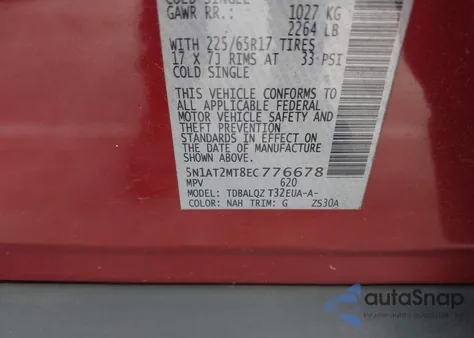 COLD SINGLE
GAWR RR.: 1027 KG
2264 LB
WITH 225/65R17 TIRES
17 X 7J RIMS AT 33 PSI
COLD SINGLE
THIS VEHICLE CONFORMS TO
ALL APPLICABLE FEDERAL
MOTOR VEHICLE SAFETY AND
THEFT PREVENTION
STANDARDS IN EFFECT ON
THE DATE OF MANUFACTURE
SHOWN ABOVE.
5N1AT2MT8EC776678
MPV 620
MODEL: TDBALQZ T32EUA-A-
COLOR: NAH TRIM: G ZS30A
autoSnap